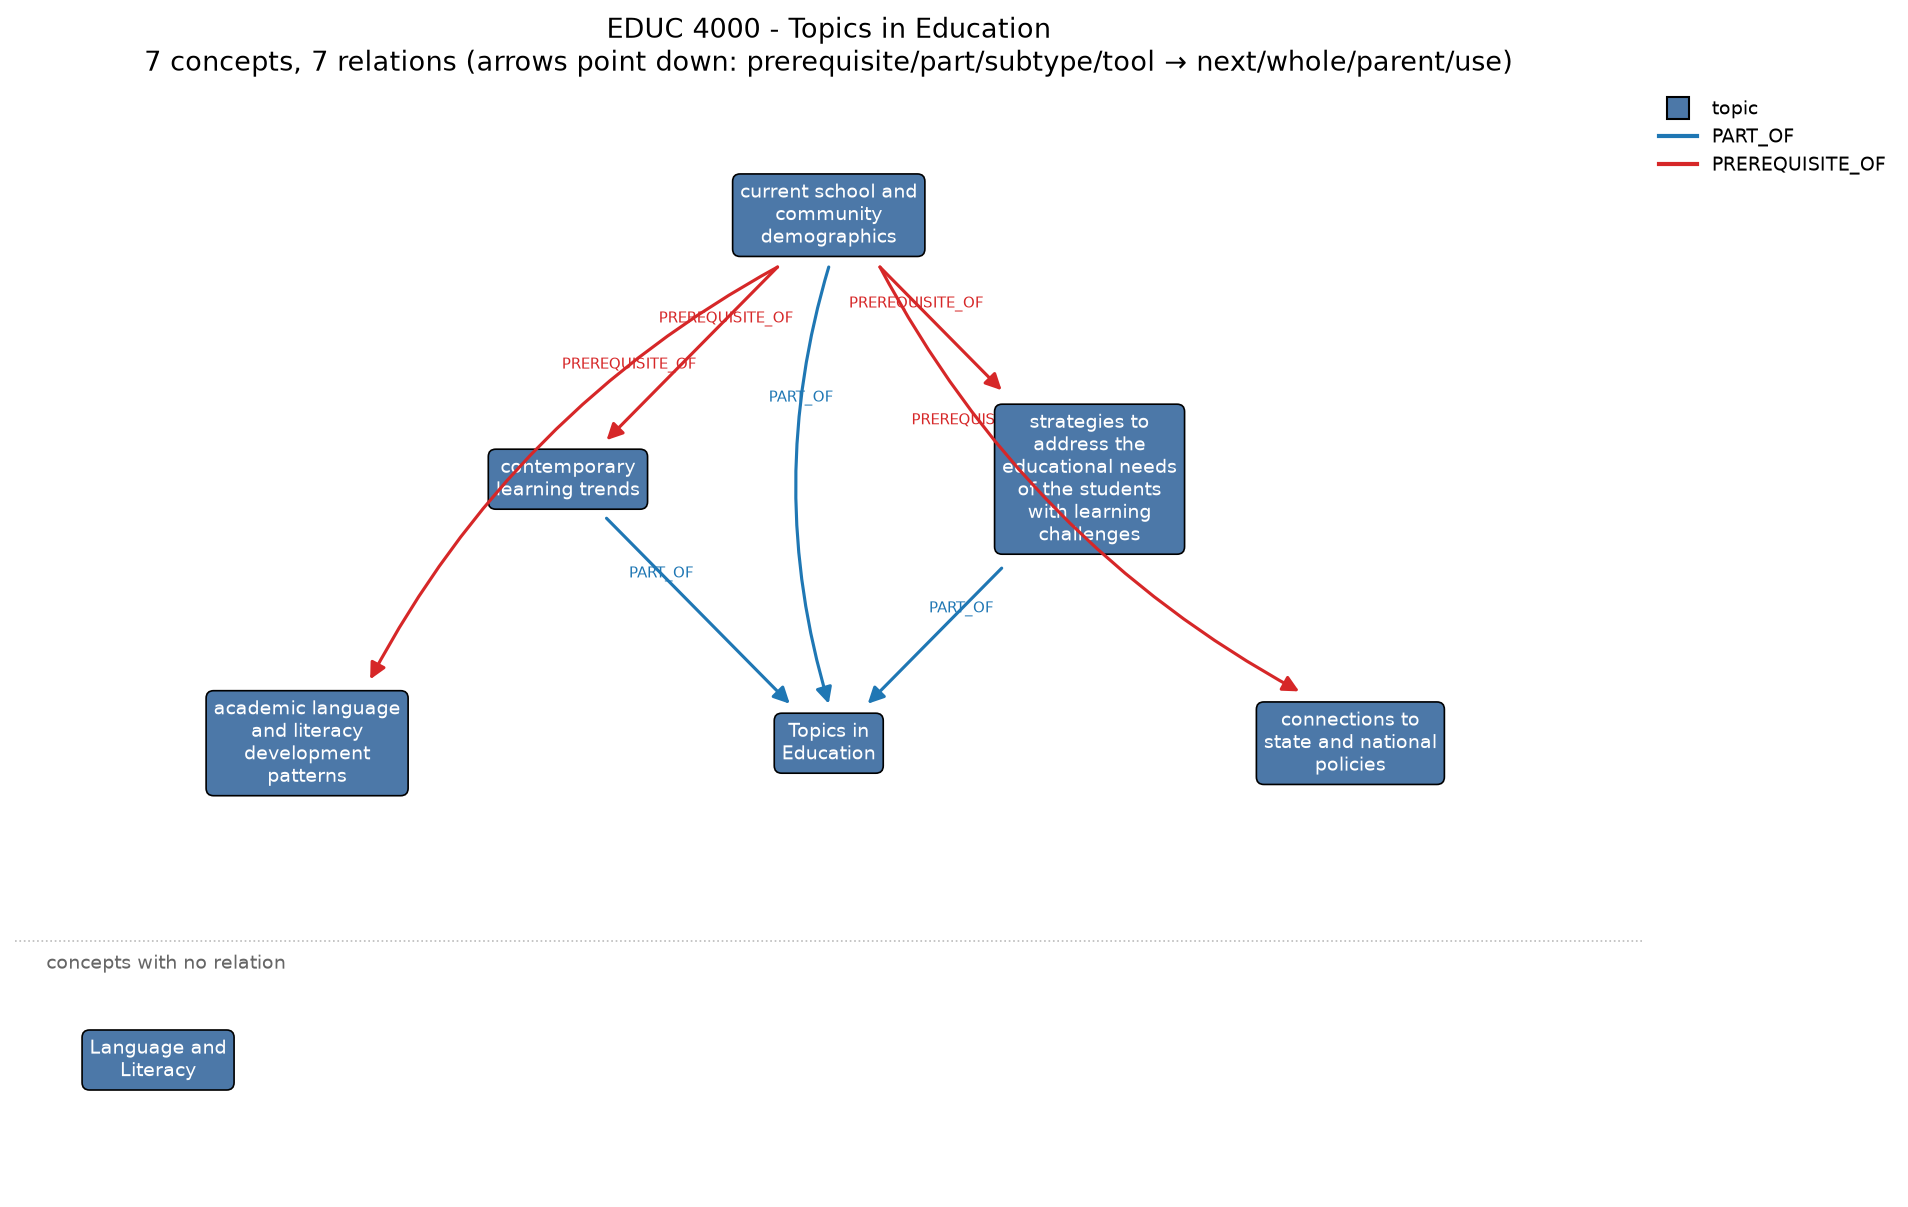 EDUC 4000 - Topics in Education
7 concepts, 7 relations (arrows point down: prerequisite/part/subtype/tool → next/whole/parent/use)
topic
PART_OF
PREREQUISITE_OF
current school and
community
demographics
PREREQUISITE_OF
PREREQUISITE_OF
PREREQUISITE_OF
PART_OF
PREREQUIS
contemporary
learning trends
strategies to
address the
educational needs
of the students
with learning
challenges
PART_OF
PART_OF
academic language
and literacy
development
patterns
Topics in
Education
connections to
state and national
policies
concepts with no relation
Language and
Literacy